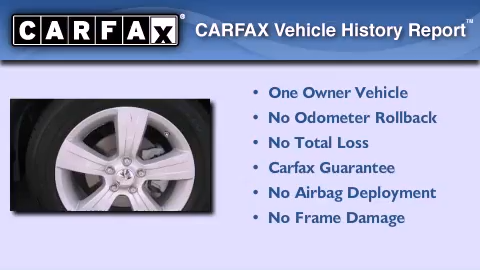 CARFAX® CARFAX Vehicle History Report™
• One Owner Vehicle
• No Odometer Rollback
• No Total Loss
• Carfax Guarantee
• No Airbag Deployment
• No Frame Damage